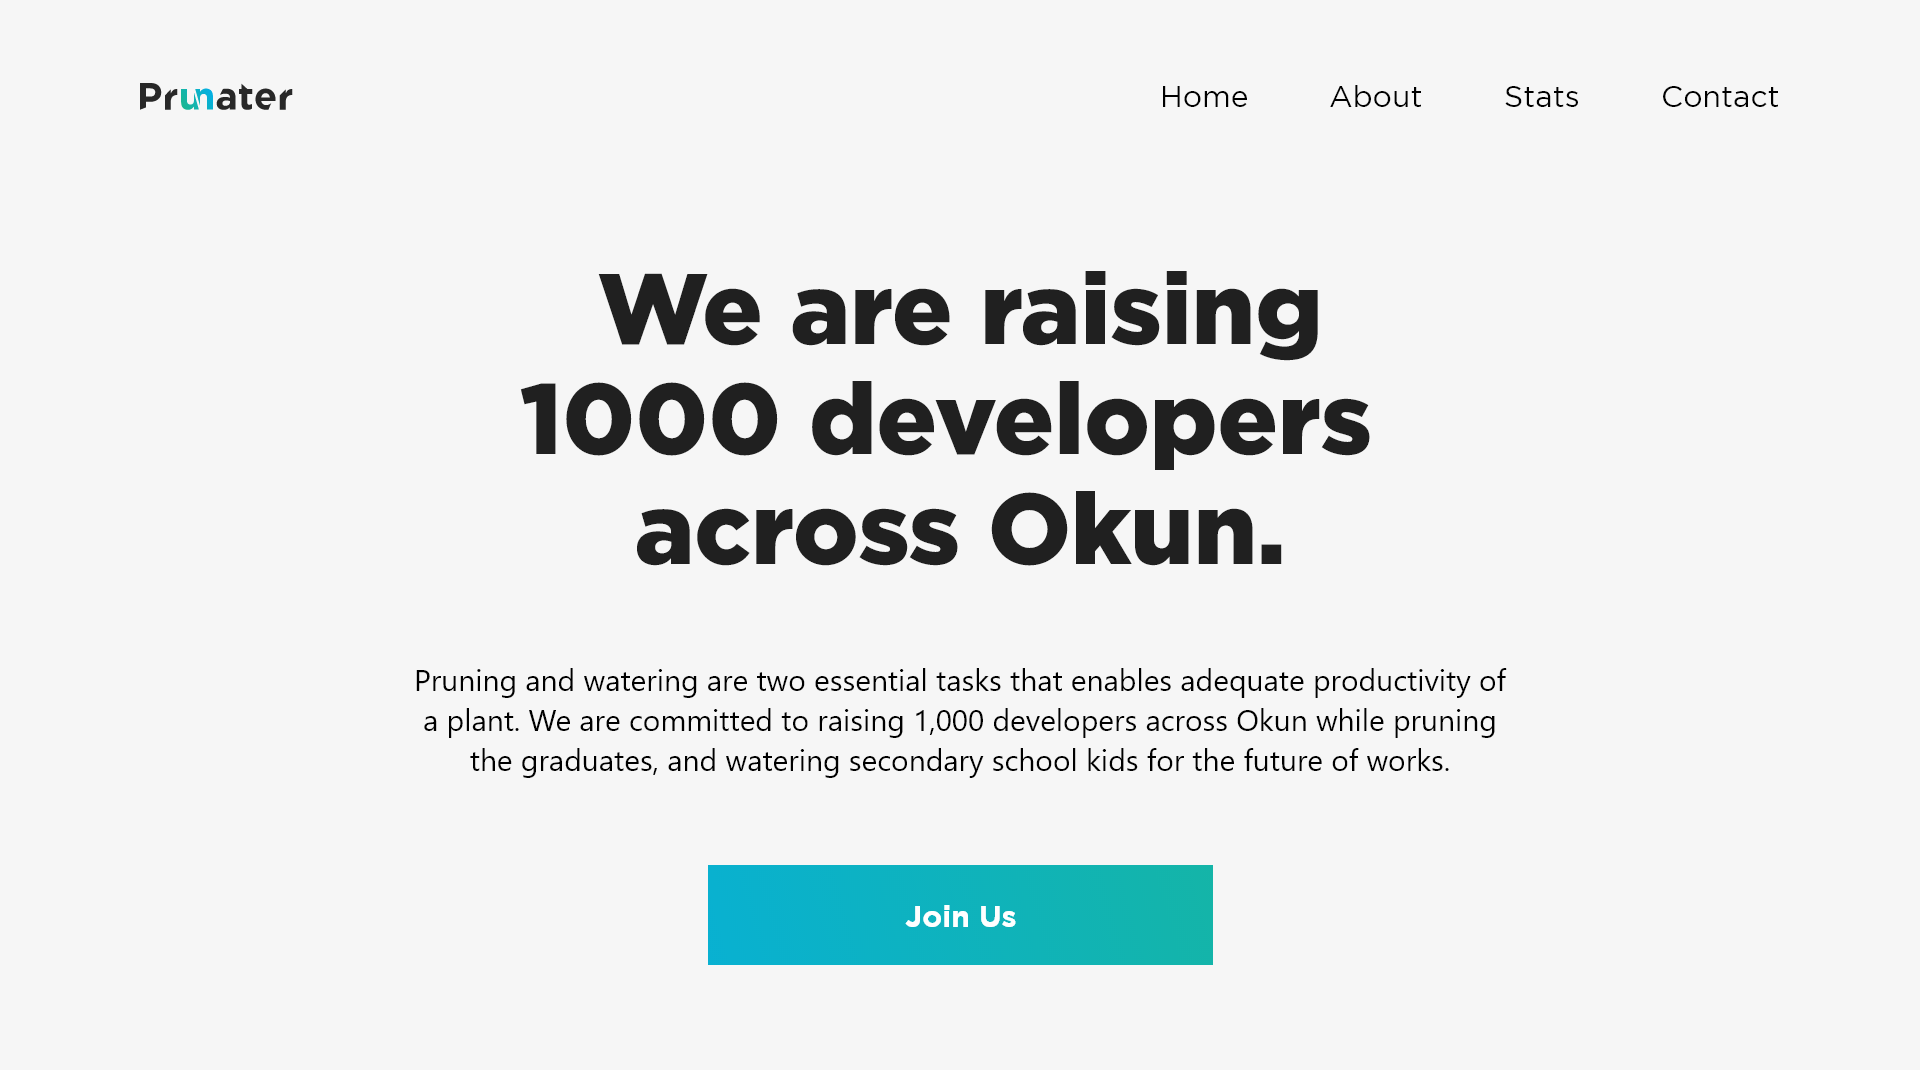 Prunater
Home About Stats Contact
We are raising
1000 developers
across Okun.
Pruning and watering are two essential tasks that enables adequate productivity of
a plant. We are committed to raising 1,000 developers across Okun while pruning
the graduates, and watering secondary school kids for the future of works.
Join Us